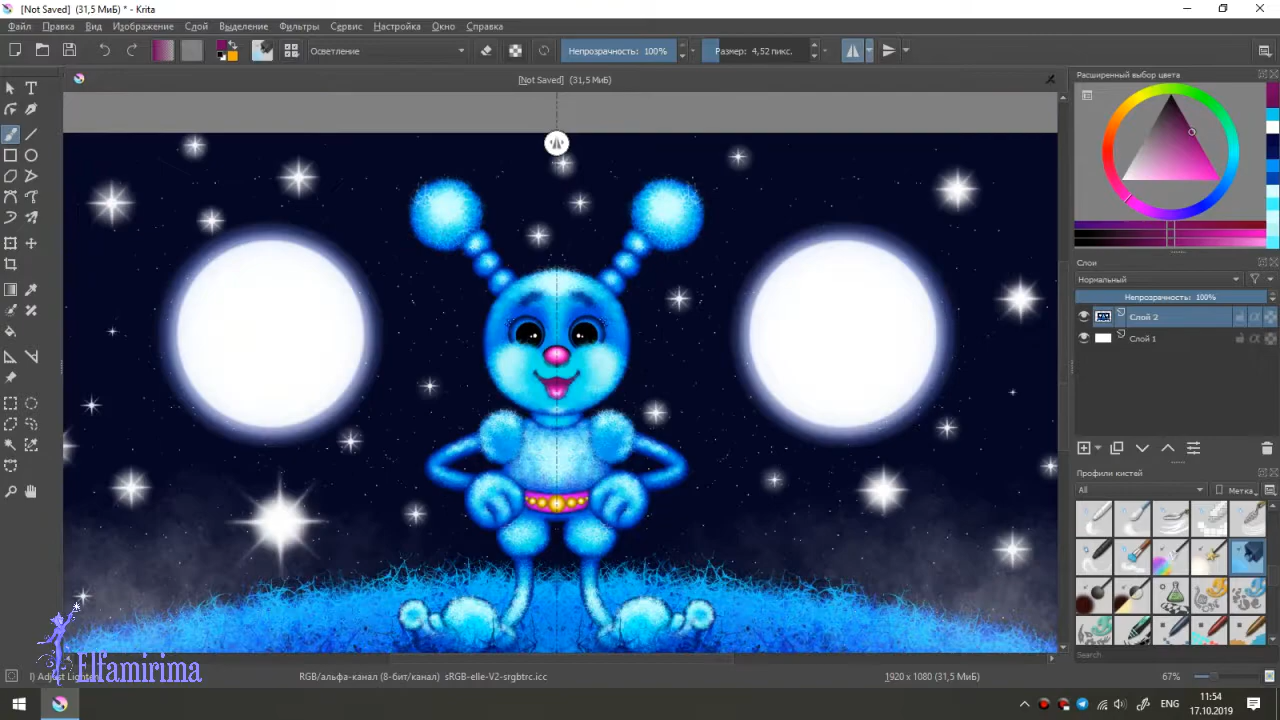 [Not Saved] (31,5 МиБ) * - Krita
Файл Правка Вид Изображение Слой Выделение Фильтры Сервис Настройка Окно Справка
Осветление Непрозрачность: 100% Размер: 4,52 пикс.
[Not Saved] (31,5 МиБ)
Расширенный выбор цвета
Слои
Нормальный
Непрозрачность: 100%
Слой 2
Слой 1
Профили кистей
All Метка
Search
Elfamirima
RGB/альфа-канал (8-бит/канал) sRGB-elle-V2-srgbtrc.icc 1920 x 1080 (31,5 МиБ) 67%
ENG
11:54
17.10.2019